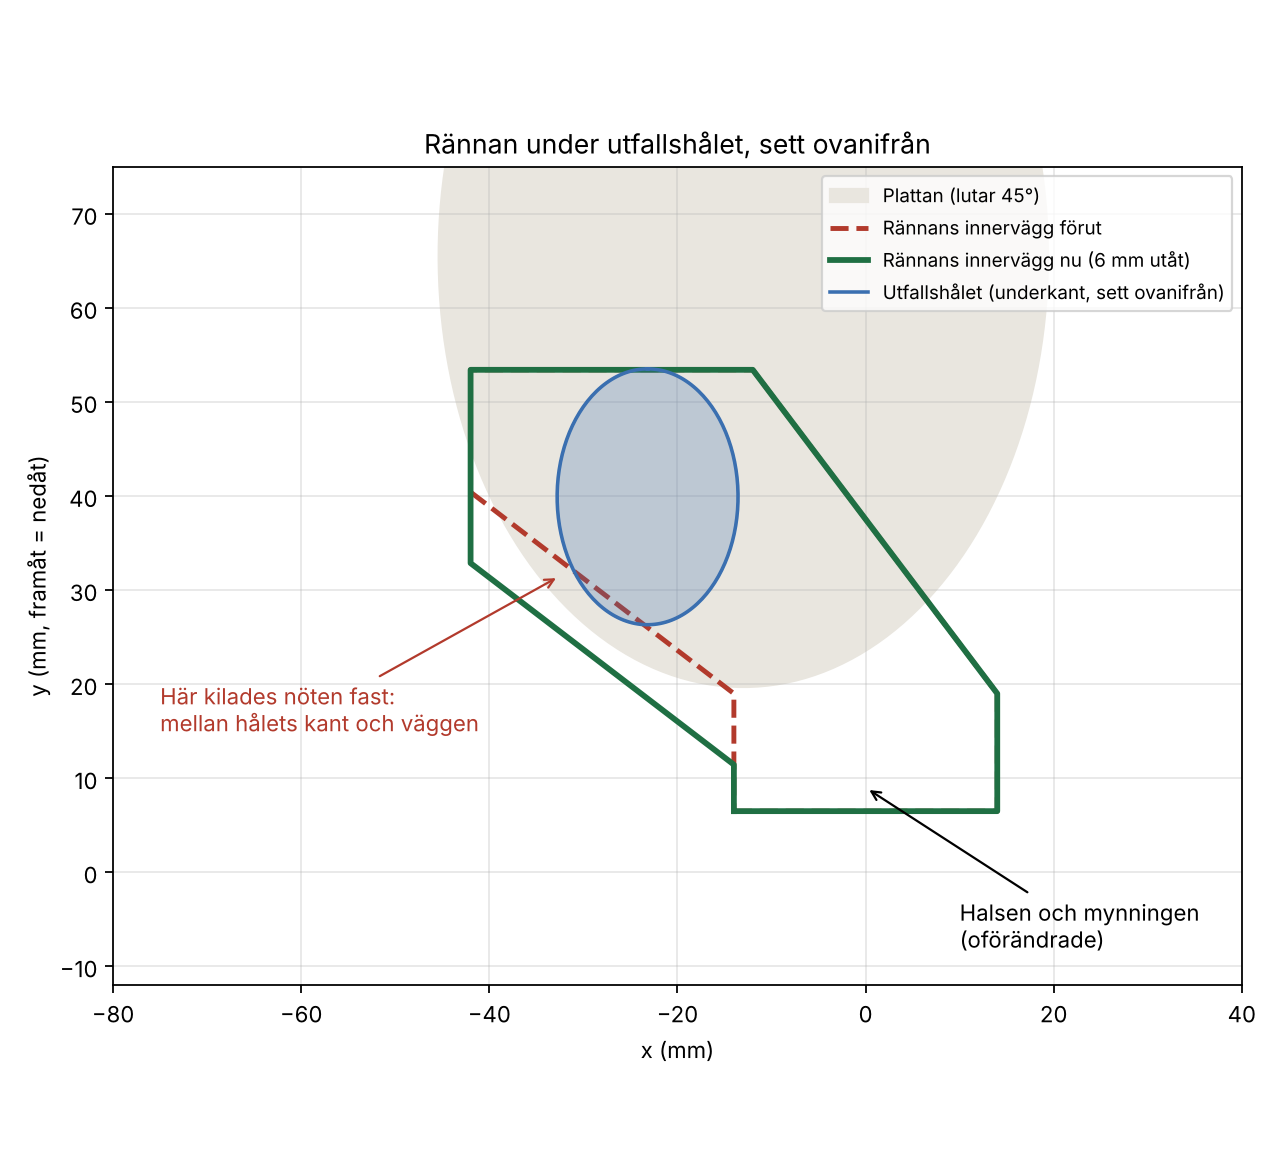 Rännan under utfallshålet, sett ovanifrån
Plattan (lutar 45°)
Rännans innervägg förut
Rännans innervägg nu (6 mm utåt)
Utfallshålet (underkant, sett ovanifrån)
70
60
50
40
30
20
10
0
−10
y (mm, framåt = nedåt)
Här kilades nöten fast:
mellan hålets kant och väggen
Halsen och mynningen
(oförändrade)
−80
−60
−40
−20
0
20
40
x (mm)